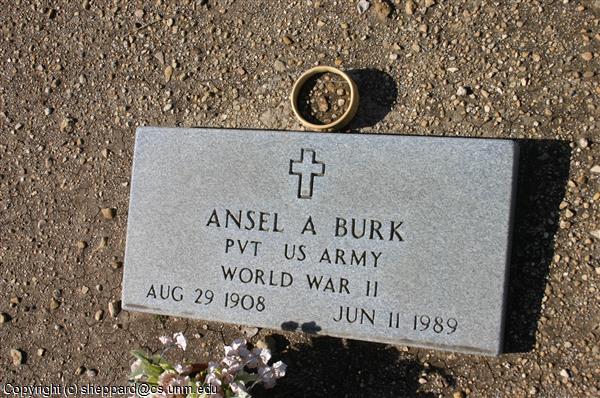 ANSEL A BURK
PVT US ARMY
WORLD WAR II
AUG 29 1908 JUN 11 1989
Copyright (c) sheppard@cs.unm.edu